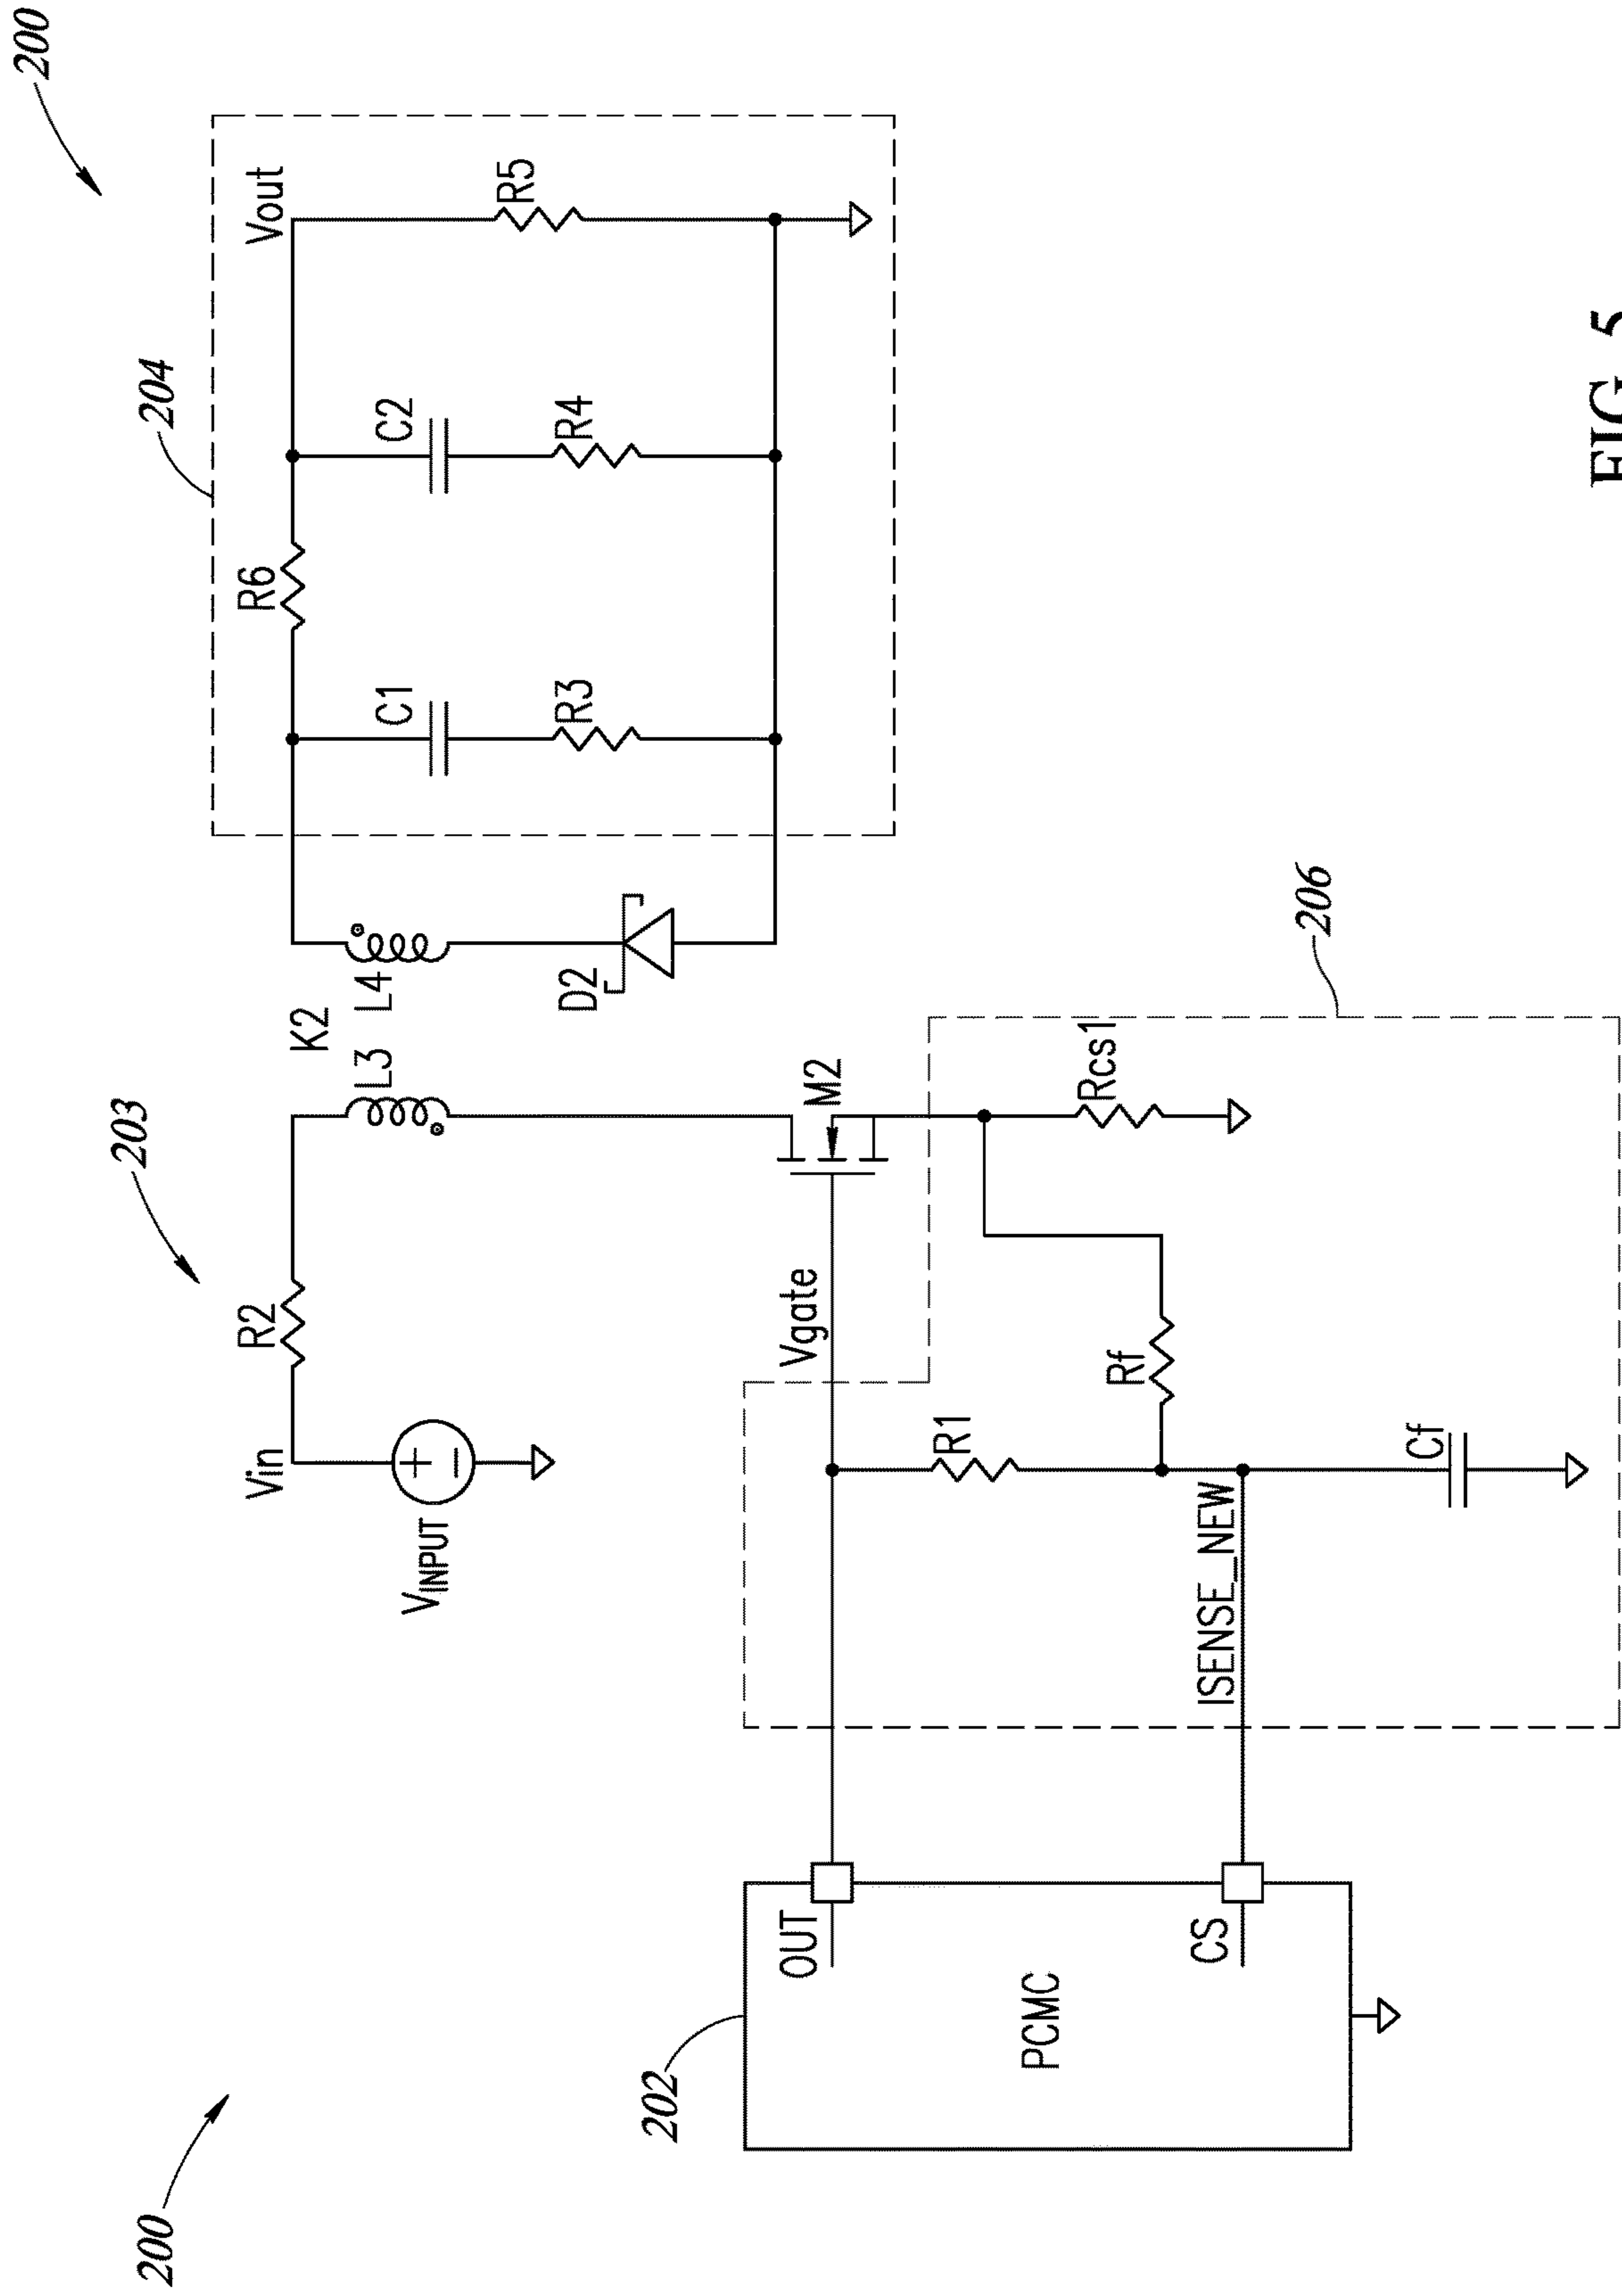 200
200
203
204
Vin
R2
K2
L3
L4
VINPUT
R6
Vout
C1
C2
R3
R4
R5
D2
202
OUT
Vgate
M2
PCMC
R1
Rf
Rcs1
206
CS
ISENSE_NEW
Cf
FIG. 5